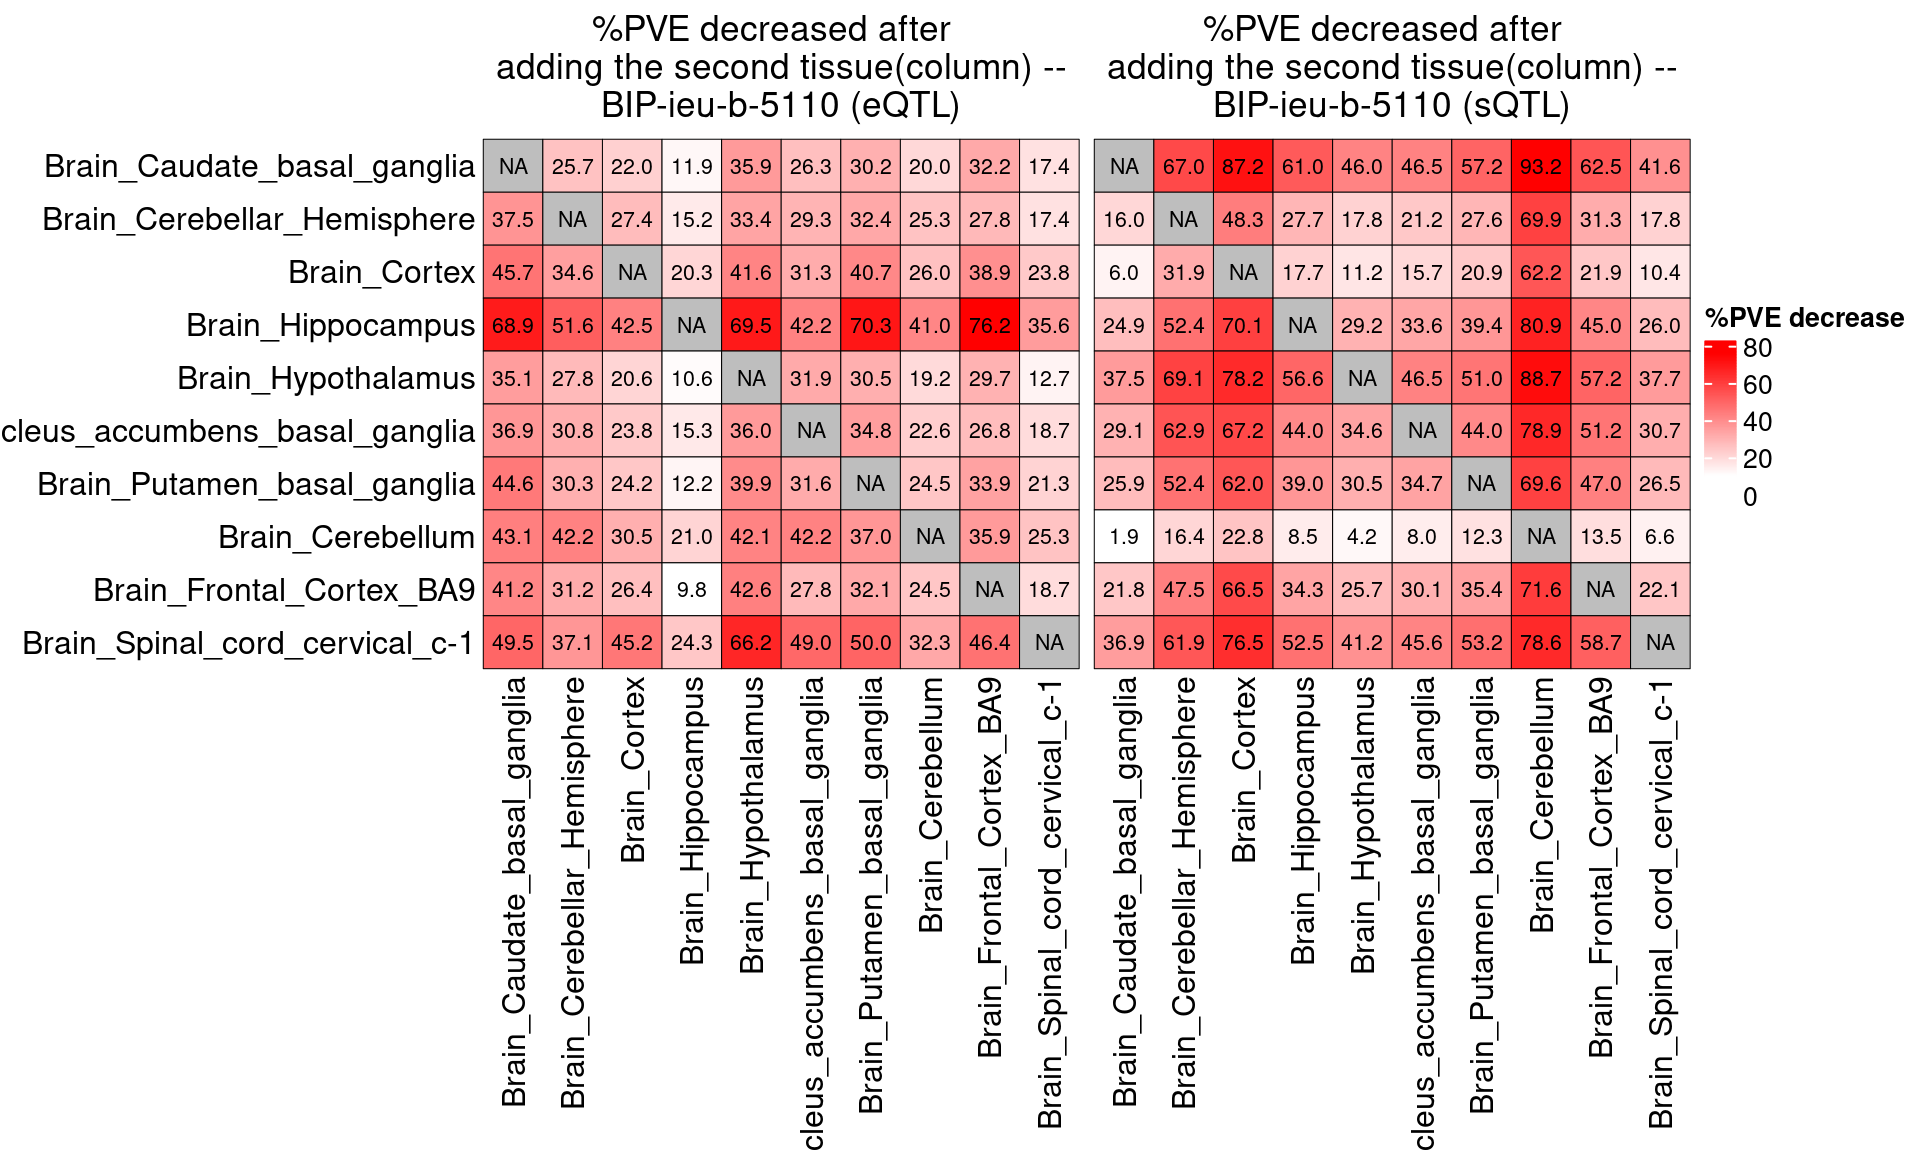 %PVE decreased after
adding the second tissue(column) --
BIP-ieu-b-5110 (eQTL)
%PVE decreased after
adding the second tissue(column) --
BIP-ieu-b-5110 (sQTL)
Brain_Caudate_basal_ganglia NA 25.7 22.0 11.9 35.9 26.3 30.2 20.0 32.2 17.4 NA 67.0 87.2 61.0 46.0 46.5 57.2 93.2 62.5 41.6
Brain_Cerebellar_Hemisphere 37.5 NA 27.4 15.2 33.4 29.3 32.4 25.3 27.8 17.4 16.0 NA 48.3 27.7 17.8 21.2 27.6 69.9 31.3 17.8
Brain_Cortex 45.7 34.6 NA 20.3 41.6 31.3 40.7 26.0 38.9 23.8 6.0 31.9 NA 17.7 11.2 15.7 20.9 62.2 21.9 10.4
Brain_Hippocampus 68.9 51.6 42.5 NA 69.5 42.2 70.3 41.0 76.2 35.6 24.9 52.4 70.1 NA 29.2 33.6 39.4 80.9 45.0 26.0
Brain_Hypothalamus 35.1 27.8 20.6 10.6 NA 31.9 30.5 19.2 29.7 12.7 37.5 69.1 78.2 56.6 NA 46.5 51.0 88.7 57.2 37.7
cleus_accumbens_basal_ganglia 36.9 30.8 23.8 15.3 36.0 NA 34.8 22.6 26.8 18.7 29.1 62.9 67.2 44.0 34.6 NA 44.0 78.9 51.2 30.7
Brain_Putamen_basal_ganglia 44.6 30.3 24.2 12.2 39.9 31.6 NA 24.5 33.9 21.3 25.9 52.4 62.0 39.0 30.5 34.7 NA 69.6 47.0 26.5
Brain_Cerebellum 43.1 42.2 30.5 21.0 42.1 42.2 37.0 NA 35.9 25.3 1.9 16.4 22.8 8.5 4.2 8.0 12.3 NA 13.5 6.6
Brain_Frontal_Cortex_BA9 41.2 31.2 26.4 9.8 42.6 27.8 32.1 24.5 NA 18.7 21.8 47.5 66.5 34.3 25.7 30.1 35.4 71.6 NA 22.1
Brain_Spinal_cord_cervical_c-1 49.5 37.1 45.2 24.3 66.2 49.0 50.0 32.3 46.4 NA 36.9 61.9 76.5 52.5 41.2 45.6 53.2 78.6 58.7 NA
Brain_Caudate_basal_ganglia
Brain_Cerebellar_Hemisphere
Brain_Cortex
Brain_Hippocampus
Brain_Hypothalamus
cleus_accumbens_basal_ganglia
Brain_Putamen_basal_ganglia
Brain_Cerebellum
Brain_Frontal_Cortex_BA9
Brain_Spinal_cord_cervical_c-1
Brain_Caudate_basal_ganglia
Brain_Cerebellar_Hemisphere
Brain_Cortex
Brain_Hippocampus
Brain_Hypothalamus
cleus_accumbens_basal_ganglia
Brain_Putamen_basal_ganglia
Brain_Cerebellum
Brain_Frontal_Cortex_BA9
Brain_Spinal_cord_cervical_c-1
%PVE decrease
80
60
40
20
0